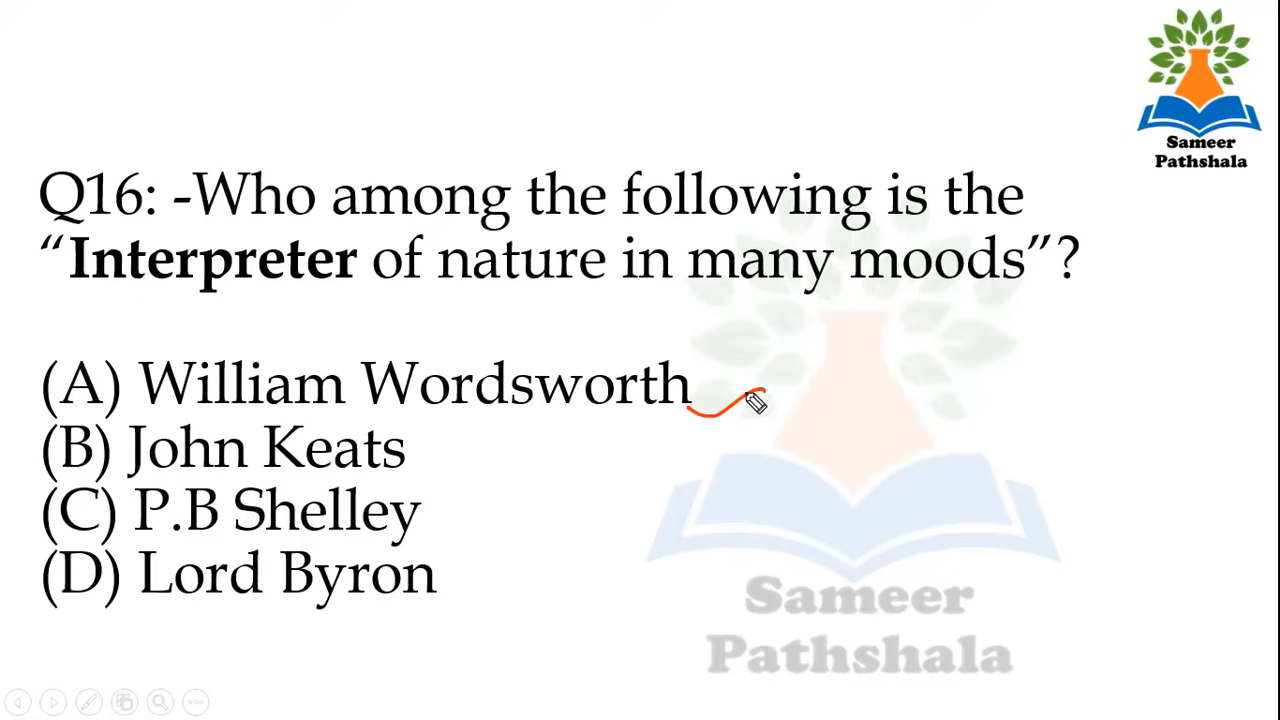 Sameer
Pathshala
Q16: -Who among the following is the
“Interpreter of nature in many moods”?
(A) William Wordsworth
(B) John Keats
(C) P.B Shelley
(D) Lord Byron
Sameer
Pathshala